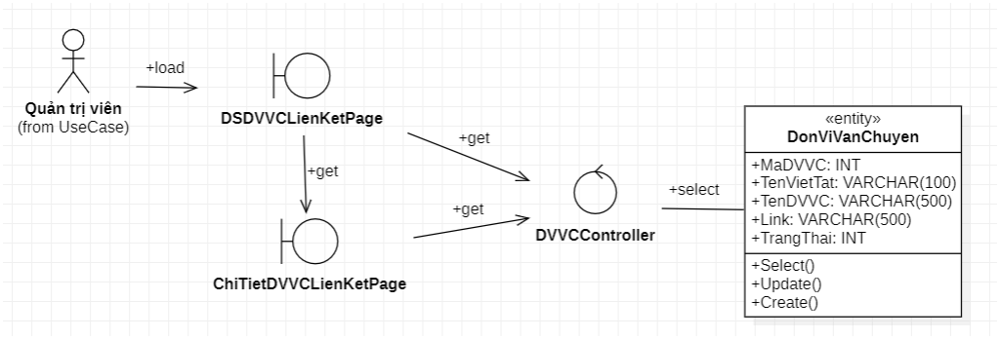 +load
Quản trị viên
(from UseCase)
DSDVVCLienKetPage
+get
+get
+get
ChiTietDVVCLienKetPage
DVVCController
+select
«entity»
DonViVanChuyen
+MaDVVC: INT
+TenVietTat: VARCHAR(100)
+TenDVVC: VARCHAR(500)
+Link: VARCHAR(500)
+TrangThai: INT
+Select()
+Update()
+Create()